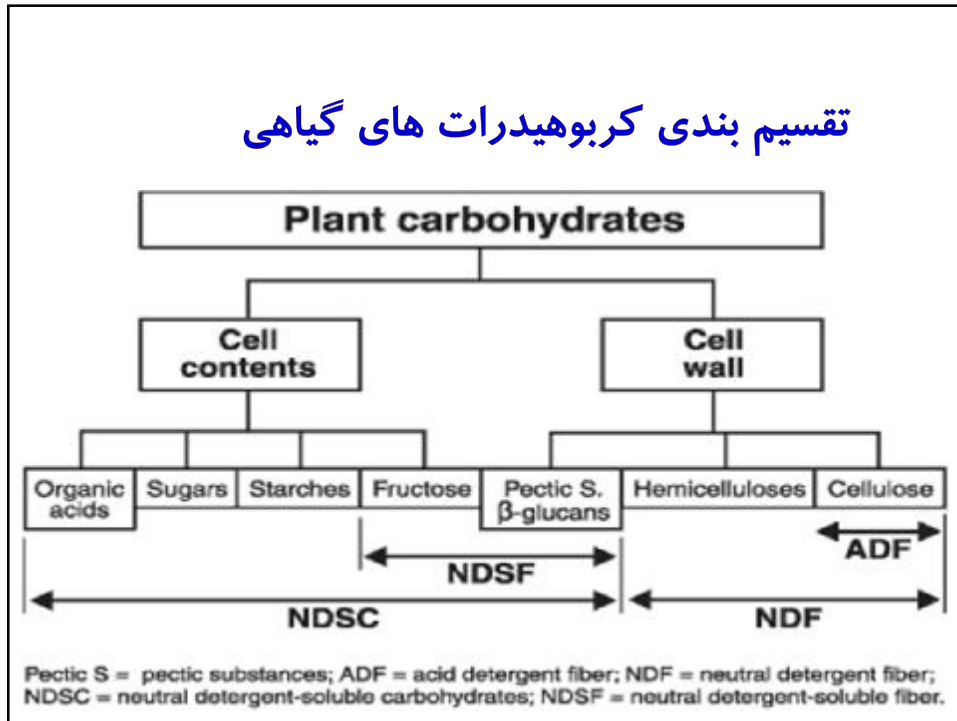 تقسیم بندی کربوهیدرات های گیاهی
Plant carbohydrates
Cell
contents
Cell
wall
Organic
acids
Sugars
Starches
Fructose
Pectic S.
β-glucans
Hemicelluloses
Cellulose
ADF
NDSF
NDSC
NDF
Pectic S = pectic substances; ADF = acid detergent fiber; NDF = neutral detergent fiber;
NDSC = neutral detergent-soluble carbohydrates; NDSF = neutral detergent-soluble fiber.